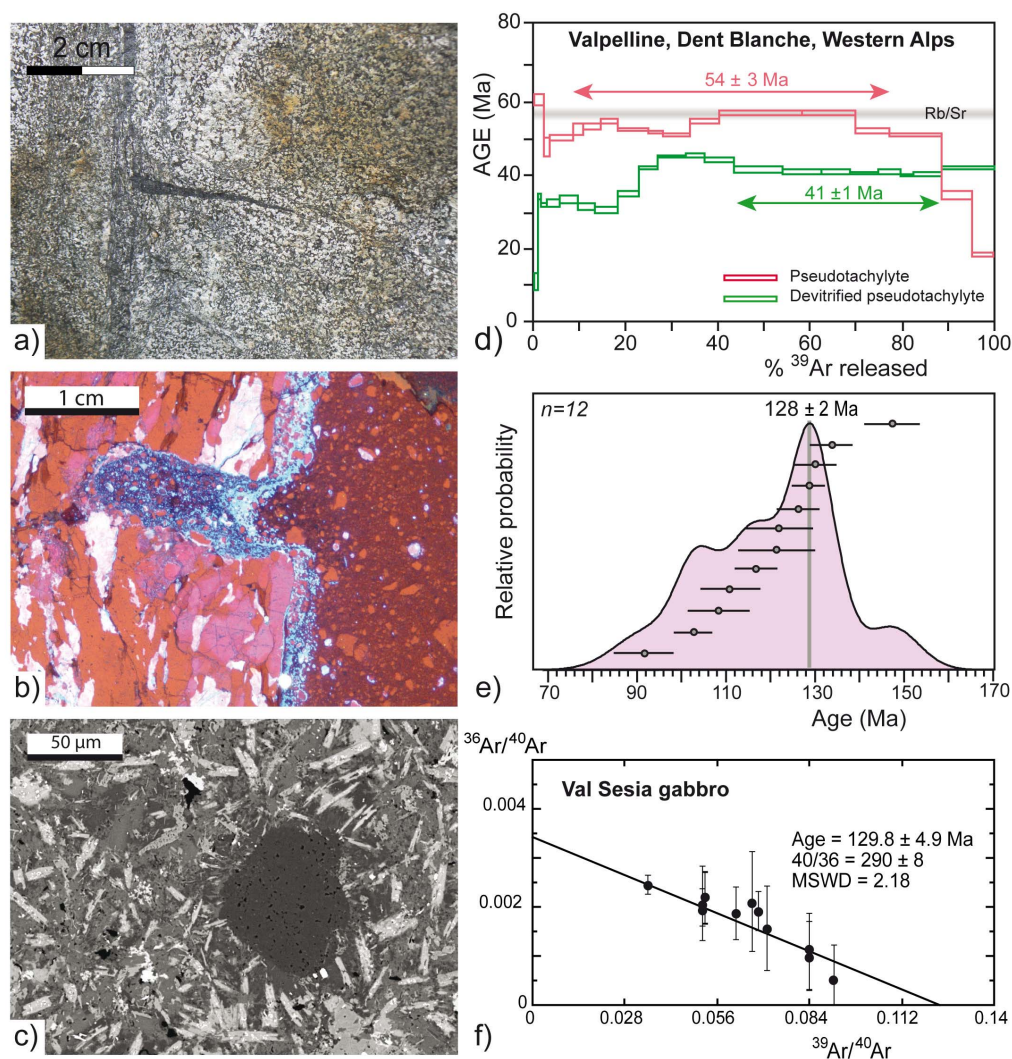 2 cm
a)
1 cm
b)
50 µm
c)
Valpelline, Dent Blanche, Western Alps
54 ± 3 Ma
Rb/Sr
41 ±1 Ma
Pseudotachylyte
Devitrified pseudotachylyte
AGE (Ma)
80
60
40
20
0
0 20 40 60 80 100
% ³⁹Ar released
d)
n=12
128 ± 2 Ma
Relative probability
70 90 110 130 150 170
Age (Ma)
e)
³⁶Ar/⁴⁰Ar
Val Sesia gabbro
Age = 129.8 ± 4.9 Ma
40/36 = 290 ± 8
MSWD = 2.18
0.004
0.002
0
0 0.028 0.056 0.084 0.112 0.14
³⁹Ar/⁴⁰Ar
f)